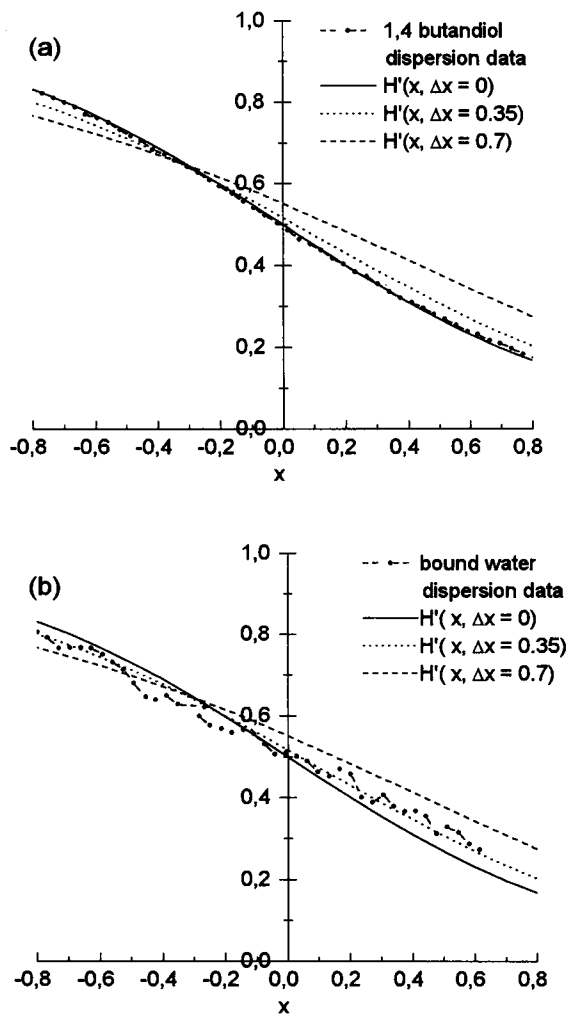 (a)
1,4 butandiol
dispersion data
H'(x, Δx = 0)
H'(x, Δx = 0.35)
H'(x, Δx = 0.7)
1,0
0,8
0,6
0,4
0,2
0,0
-0,8 -0,6 -0,4 -0,2 0,0 0,2 0,4 0,6 0,8
x
(b)
bound water
dispersion data
H'( x, Δx = 0)
H'( x, Δx = 0.35)
H'( x, Δx = 0.7)
1,0
0,8
0,6
0,4
0,2
0,0
-0,8 -0,6 -0,4 -0,2 0,0 0,2 0,4 0,6 0,8
x